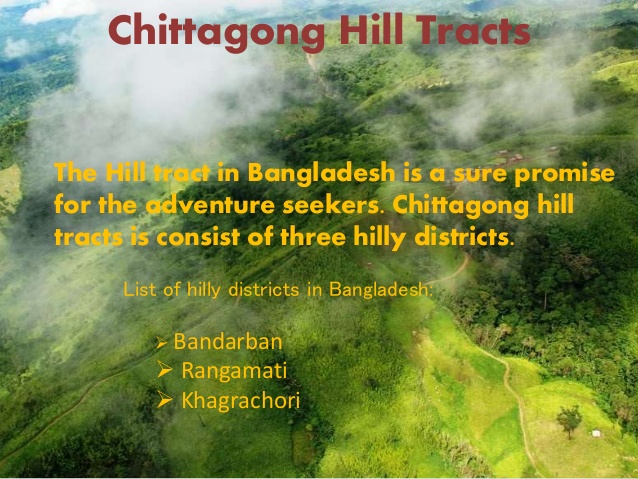 Chittagong Hill Tracts
The Hill tract in Bangladesh is a sure promise
for the adventure seekers. Chittagong hill
tracts is consist of three hilly districts.
List of hilly districts in Bangladesh:
➢ Bandarban
➢ Rangamati
➢ Khagrachori